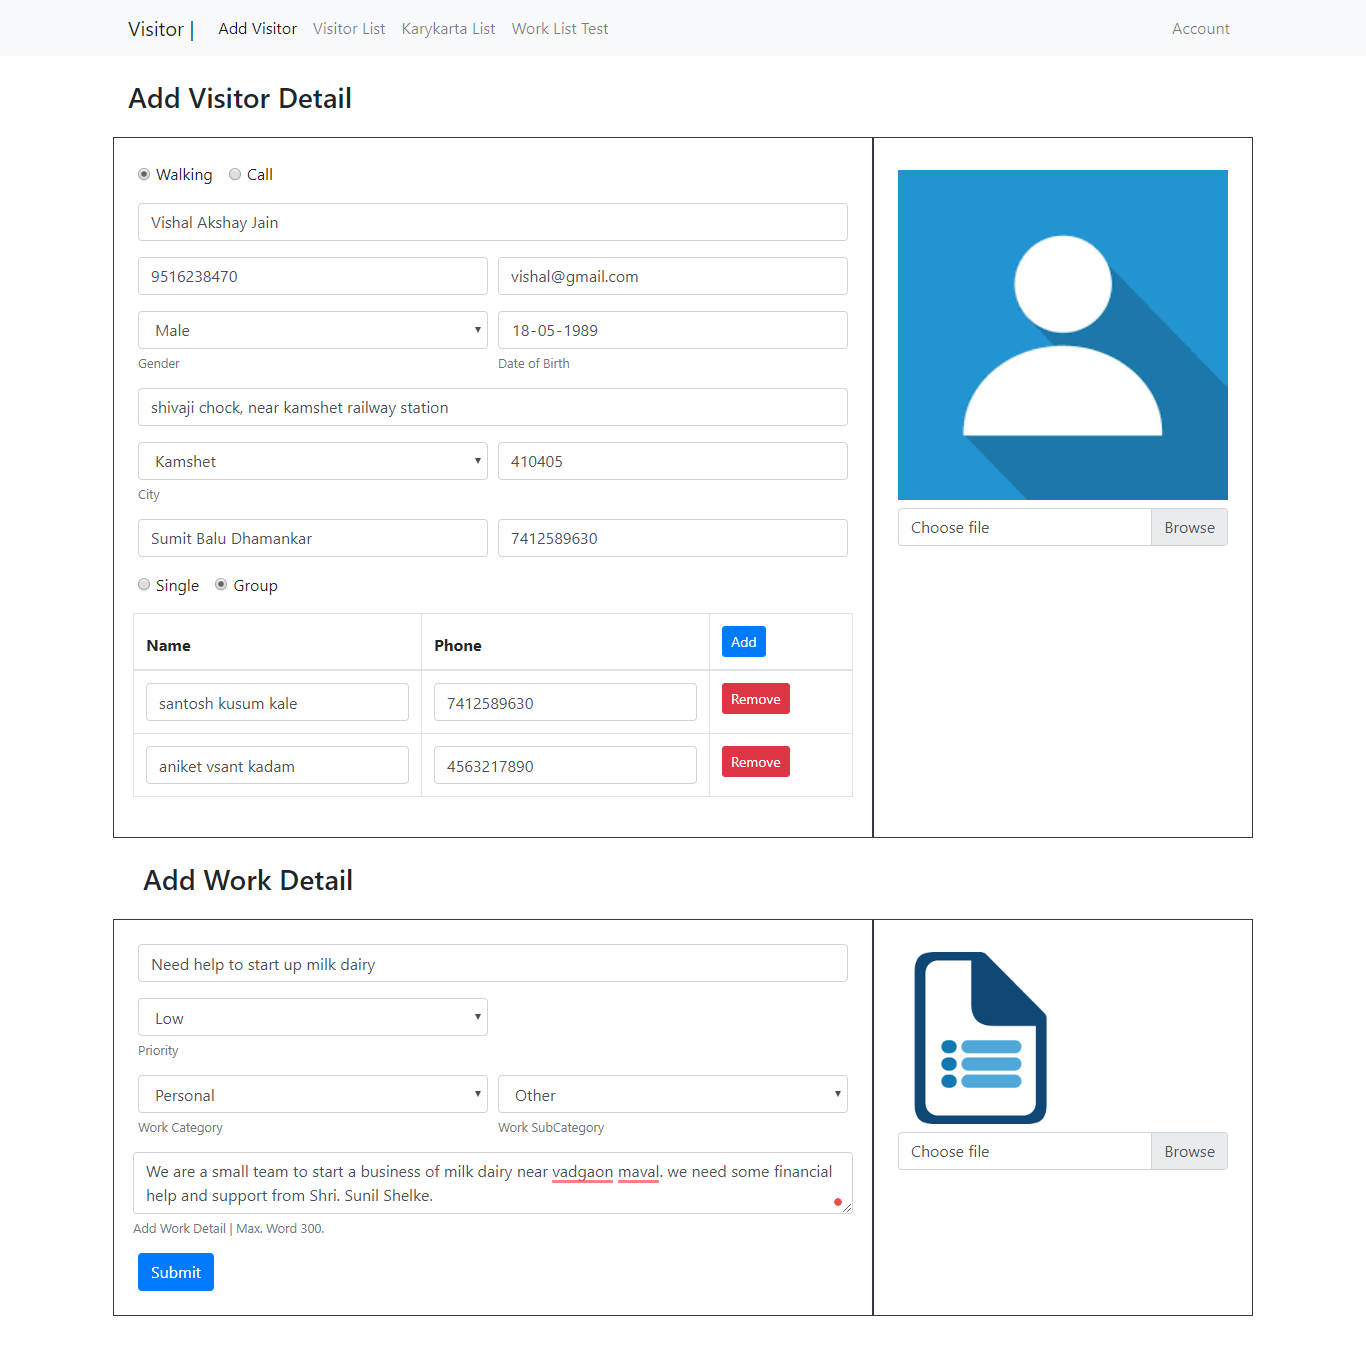 Visitor | Add Visitor Visitor List Karykarta List Work List Test Account
Add Visitor Detail
Walking Call
Vishal Akshay Jain
9516238470 vishal@gmail.com
Male 18-05-1989
Gender Date of Birth
shivaji chock, near kamshet railway station
Kamshet 410405
City
Sumit Balu Dhamankar 7412589630
Single Group
Name Phone Add
santosh kusum kale 7412589630 Remove
aniket vsant kadam 4563217890 Remove
Choose file Browse
Add Work Detail
Need help to start up milk dairy
Low
Priority
Personal Other
Work Category Work SubCategory
We are a small team to start a business of milk dairy near vadgaon maval. we need some financial
help and support from Shri. Sunil Shelke.
Add Work Detail | Max. Word 300.
Submit
Choose file Browse